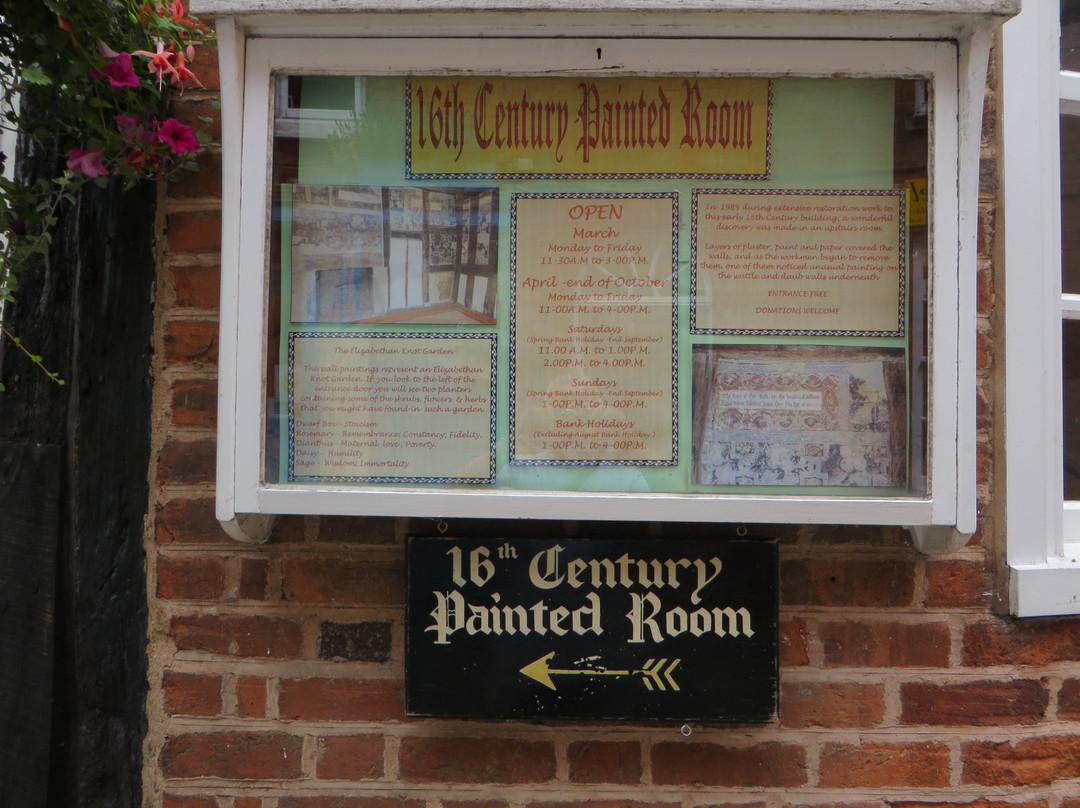 16th Century Painted Room
OPEN
March
Monday to Friday
11-30A.M to 3-00P.M.
April -end of October
Monday to Friday
11-00A.M. to 4-00P.M.
Saturdays
(Spring Bank Holiday -End September)
11.00 A.M. to 1.00P.M.
2.00P.M. to 4.00P.M.
Sundays
(Spring Bank Holiday -End September)
1-00P.M. to 4-00P.M.
Bank Holidays
(Excluding August Bank Holiday )
1-00P.M. to 4-00P.M.
In 1989 during extensive restoration work to
this early 16th Century building, a wonderful
discovery was made in an upstairs room
Layers of plaster, paint and paper covered the
walls, and as the workmen began to remove
them, one of them noticed unusual painting on
the wattle and daub walls underneath
ENTRANCE FREE
DONATIONS WELCOME
The Elizabethan Knot Garden
The wall paintings represent an Elizabethan
Knot Garden. If you look to the left of the
entrance door you will see two planters
containing some of the shrubs, flowers & herbs
that you might have found in such a garden.
Dwarf Box - Stoicism
Rosemary - Remembrance; Constancy; Fidelity.
Dianthus - Maternal love, Poverty.
Daisy - Humility
Sage - Wisdom; Immortality
16th Century
Painted Room